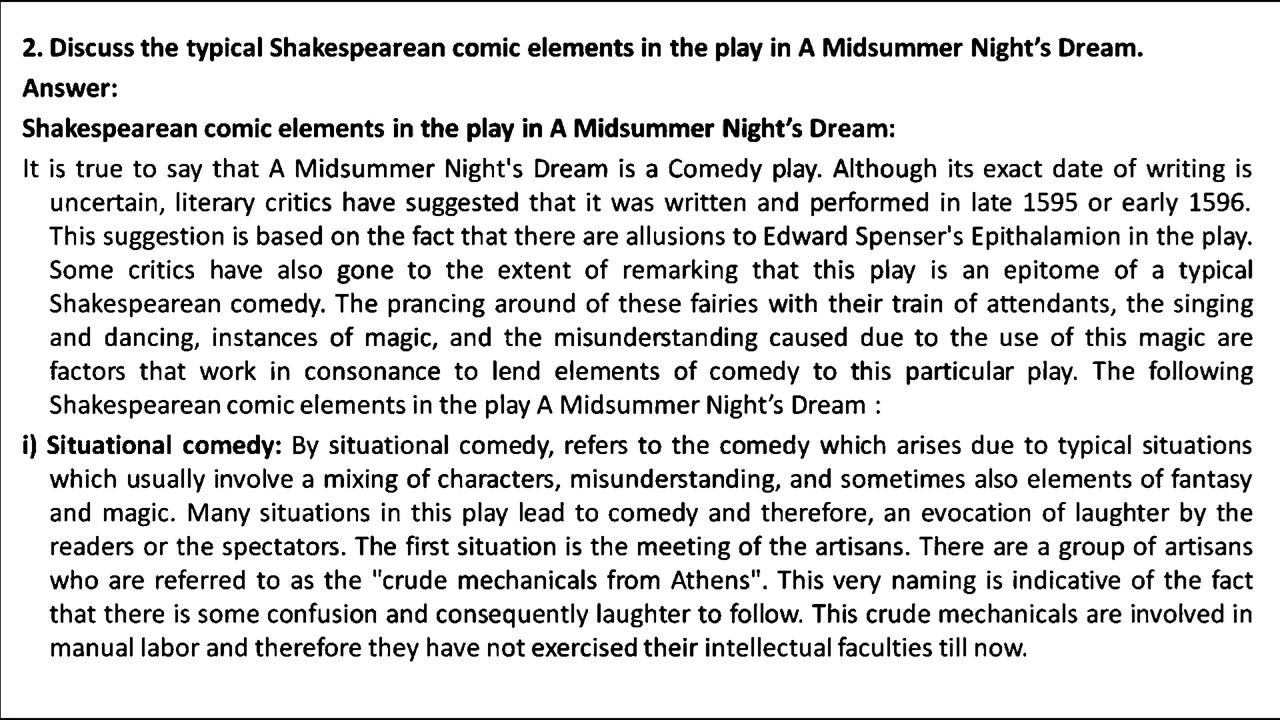 2. Discuss the typical Shakespearean comic elements in the play in A Midsummer Night’s Dream.
Answer:
Shakespearean comic elements in the play in A Midsummer Night’s Dream:
It is true to say that A Midsummer Night's Dream is a Comedy play. Although its exact date of writing is
uncertain, literary critics have suggested that it was written and performed in late 1595 or early 1596.
This suggestion is based on the fact that there are allusions to Edward Spenser's Epithalamion in the play.
Some critics have also gone to the extent of remarking that this play is an epitome of a typical
Shakespearean comedy. The prancing around of these fairies with their train of attendants, the singing
and dancing, instances of magic, and the misunderstanding caused due to the use of this magic are
factors that work in consonance to lend elements of comedy to this particular play. The following
Shakespearean comic elements in the play A Midsummer Night’s Dream :
i) Situational comedy: By situational comedy, refers to the comedy which arises due to typical situations
which usually involve a mixing of characters, misunderstanding, and sometimes also elements of fantasy
and magic. Many situations in this play lead to comedy and therefore, an evocation of laughter by the
readers or the spectators. The first situation is the meeting of the artisans. There are a group of artisans
who are referred to as the "crude mechanicals from Athens". This very naming is indicative of the fact
that there is some confusion and consequently laughter to follow. This crude mechanicals are involved in
manual labor and therefore they have not exercised their intellectual faculties till now.